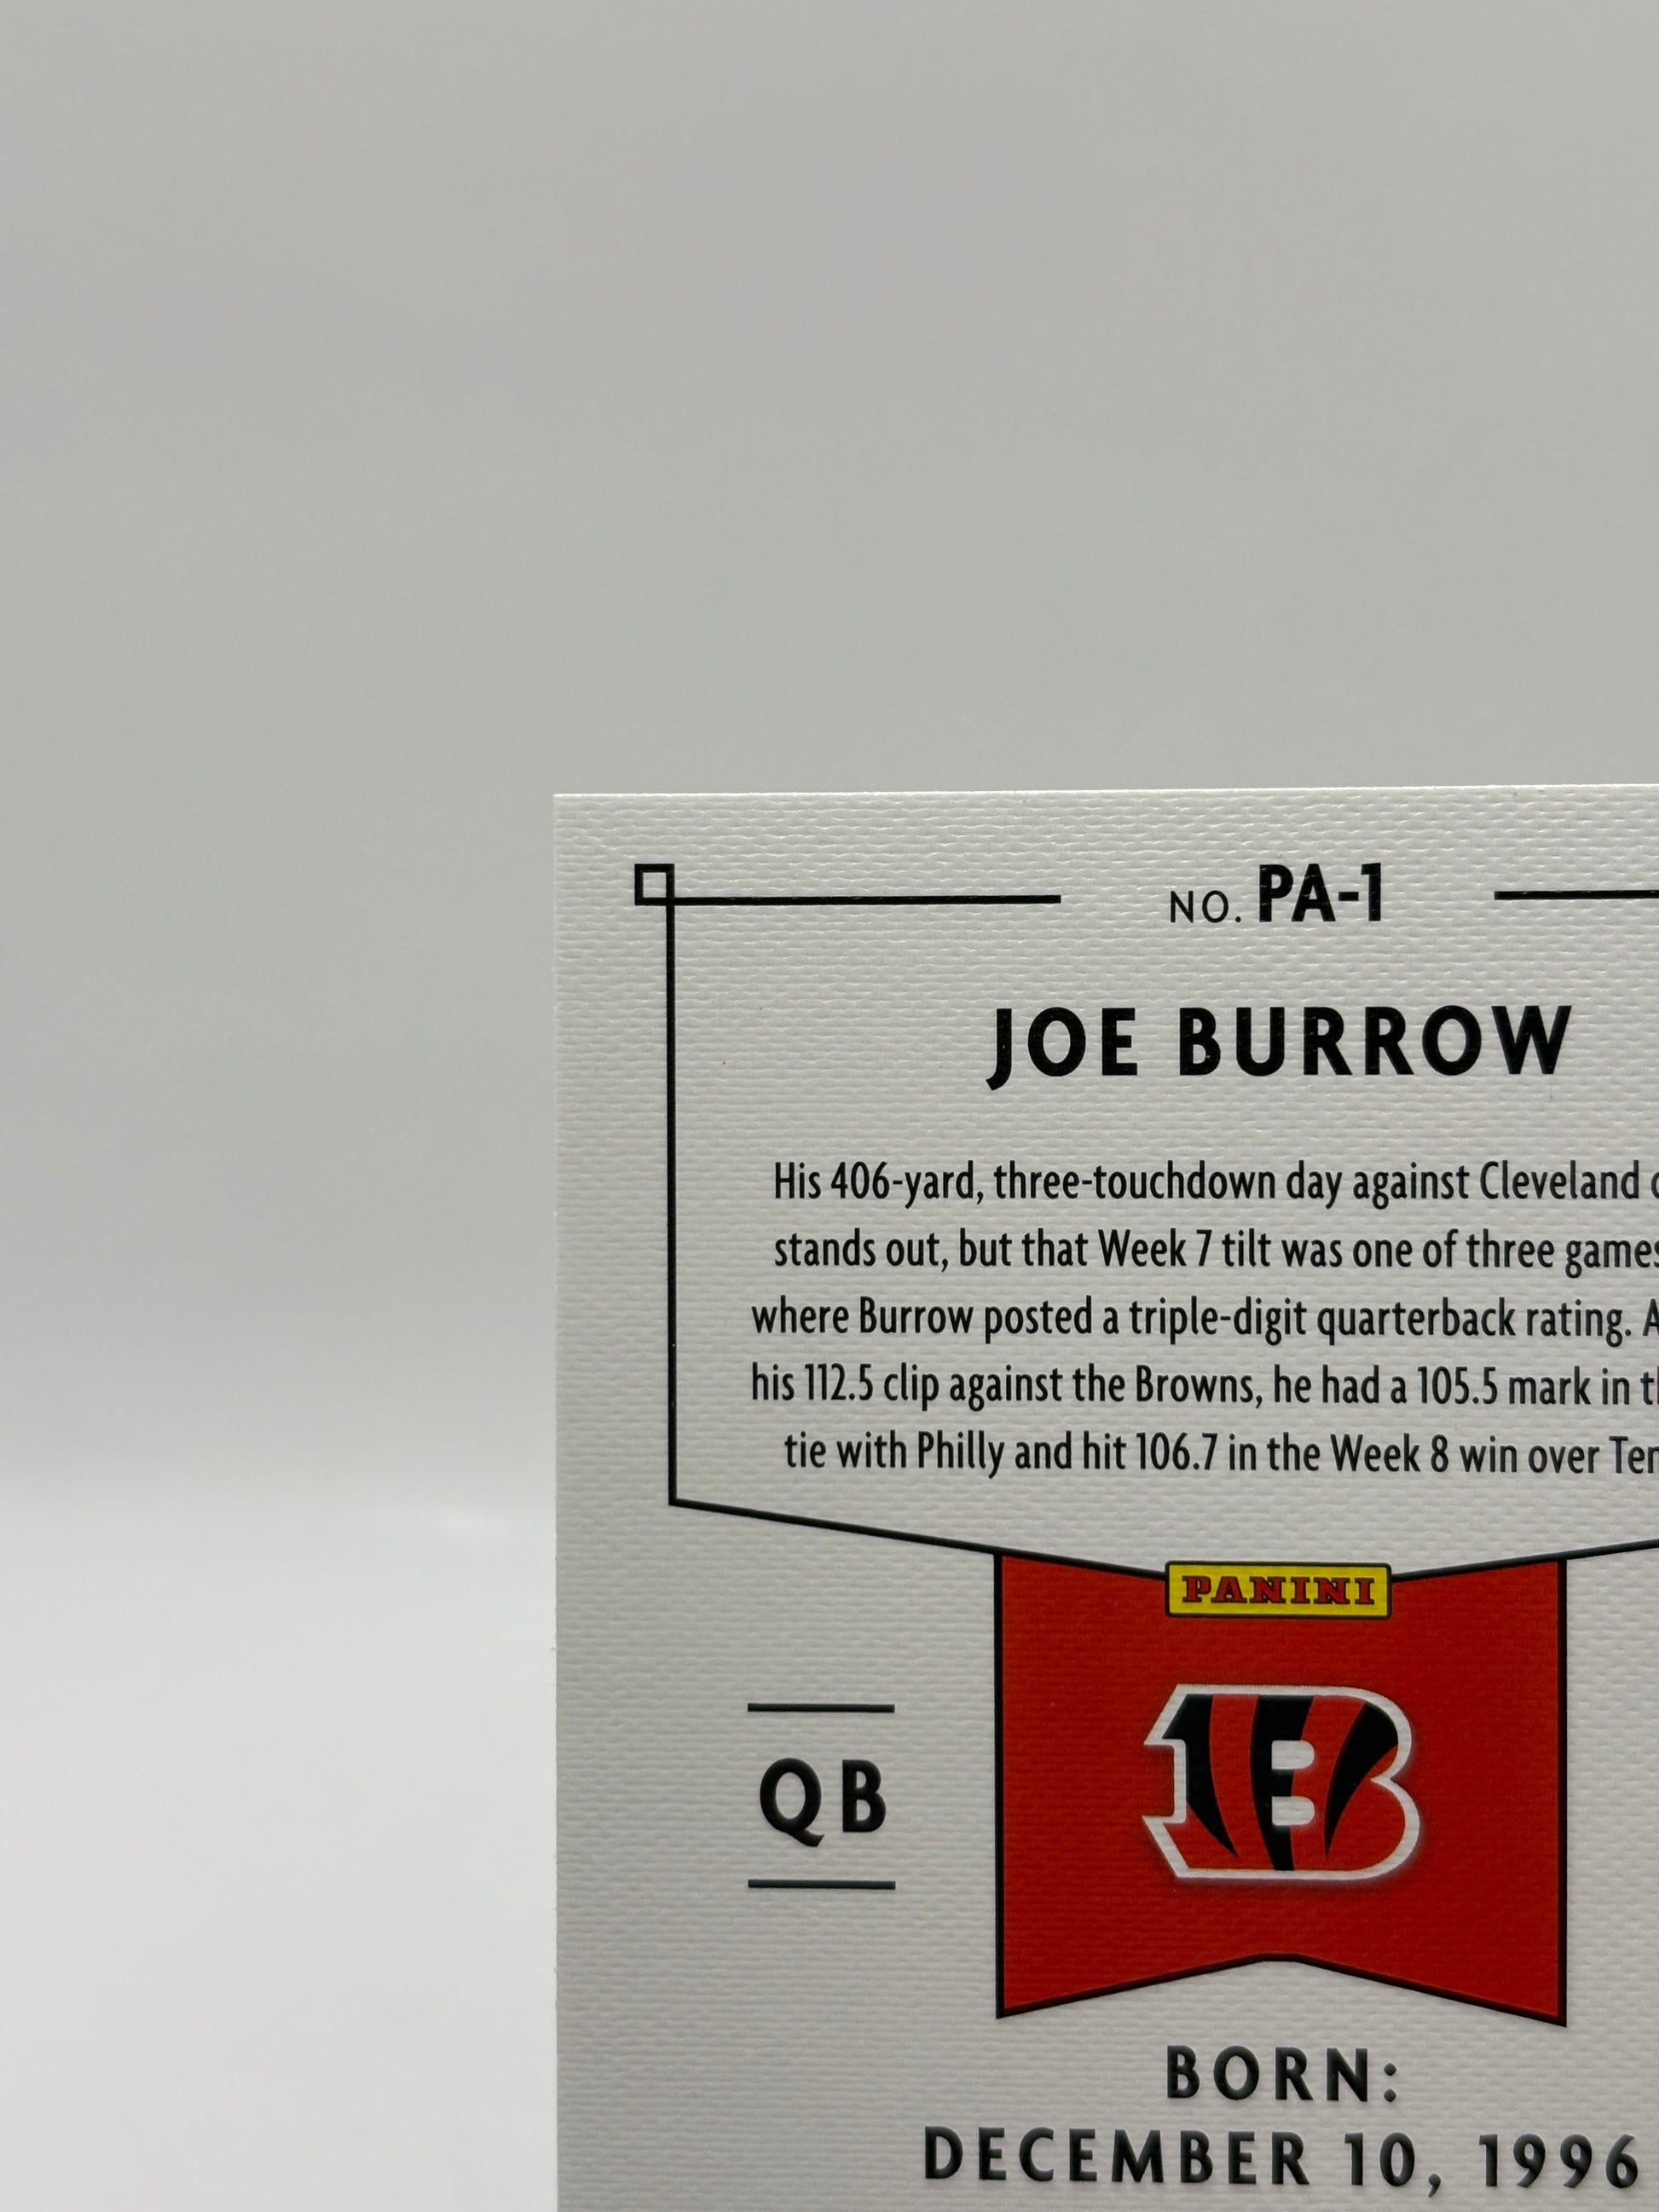 NO. PA-1
JOE BURROW
His 406-yard, three-touchdown day against Cleveland
stands out, but that Week 7 tilt was one of three games
where Burrow posted a triple-digit quarterback rating.
his 112.5 clip against the Browns, he had a 105.5 mark in
tie with Philly and hit 106.7 in the Week 8 win over
PANINI
B
QB
BORN:
DECEMBER 10, 1996